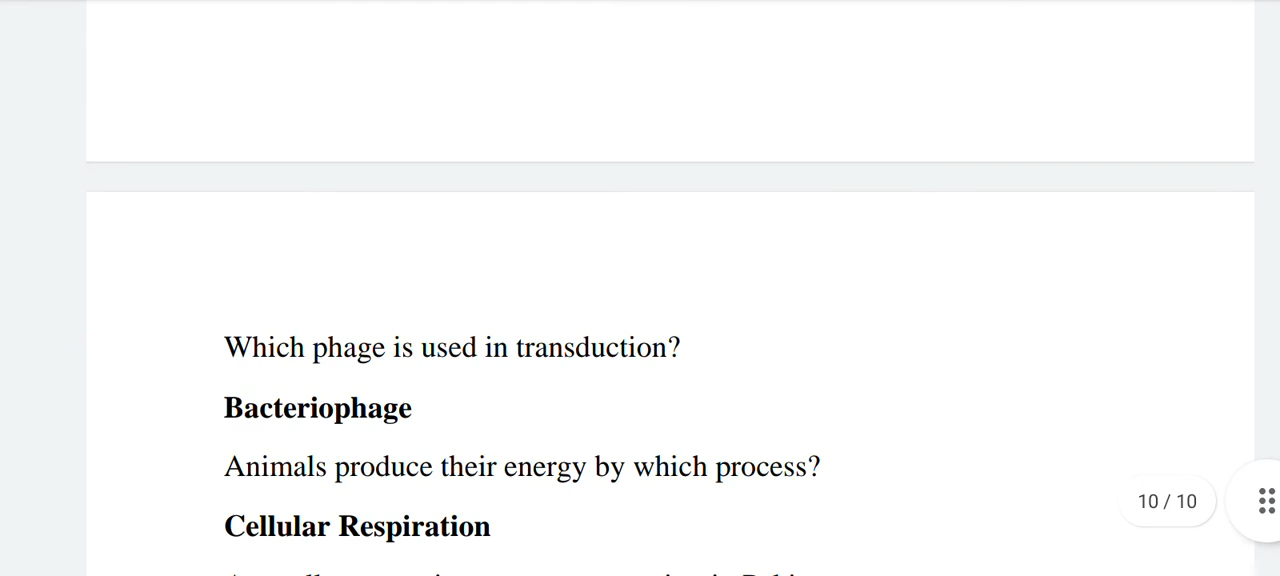 Which phage is used in transduction?
Bacteriophage
Animals produce their energy by which process?
10 / 10
Cellular Respiration